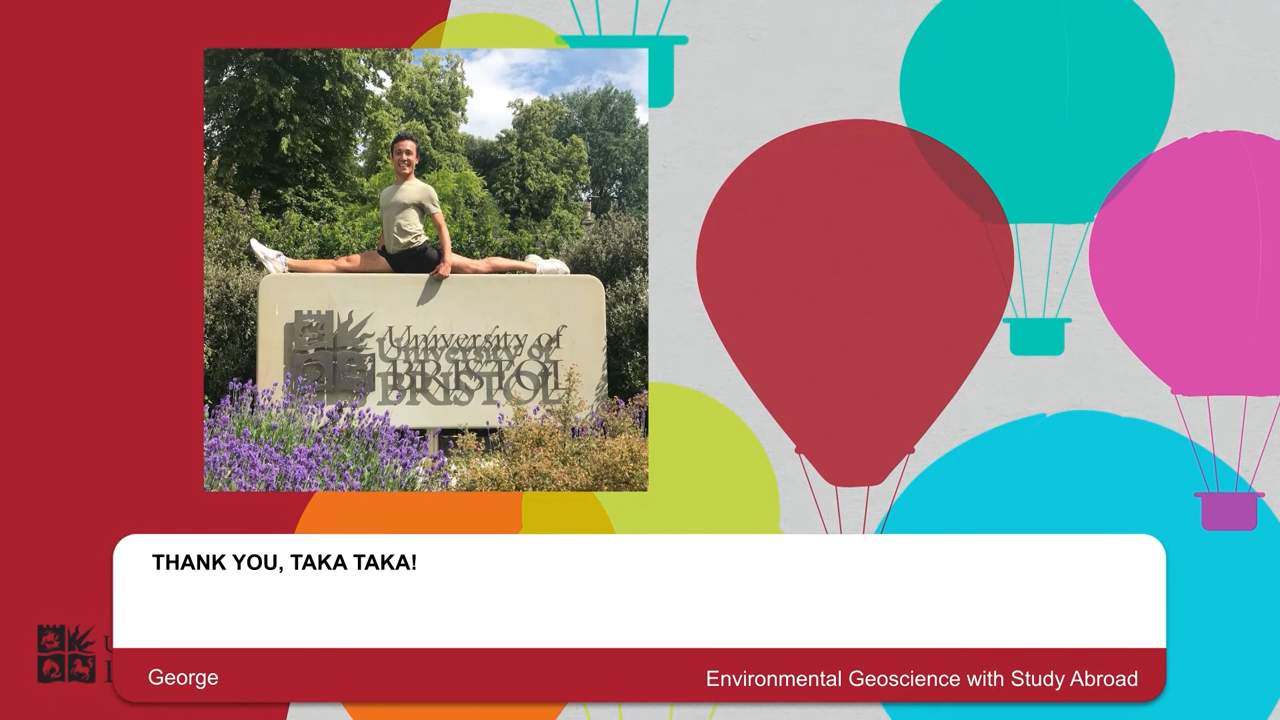 University of
BRISTOL
THANK YOU, TAKA TAKA!
George
Environmental Geoscience with Study Abroad